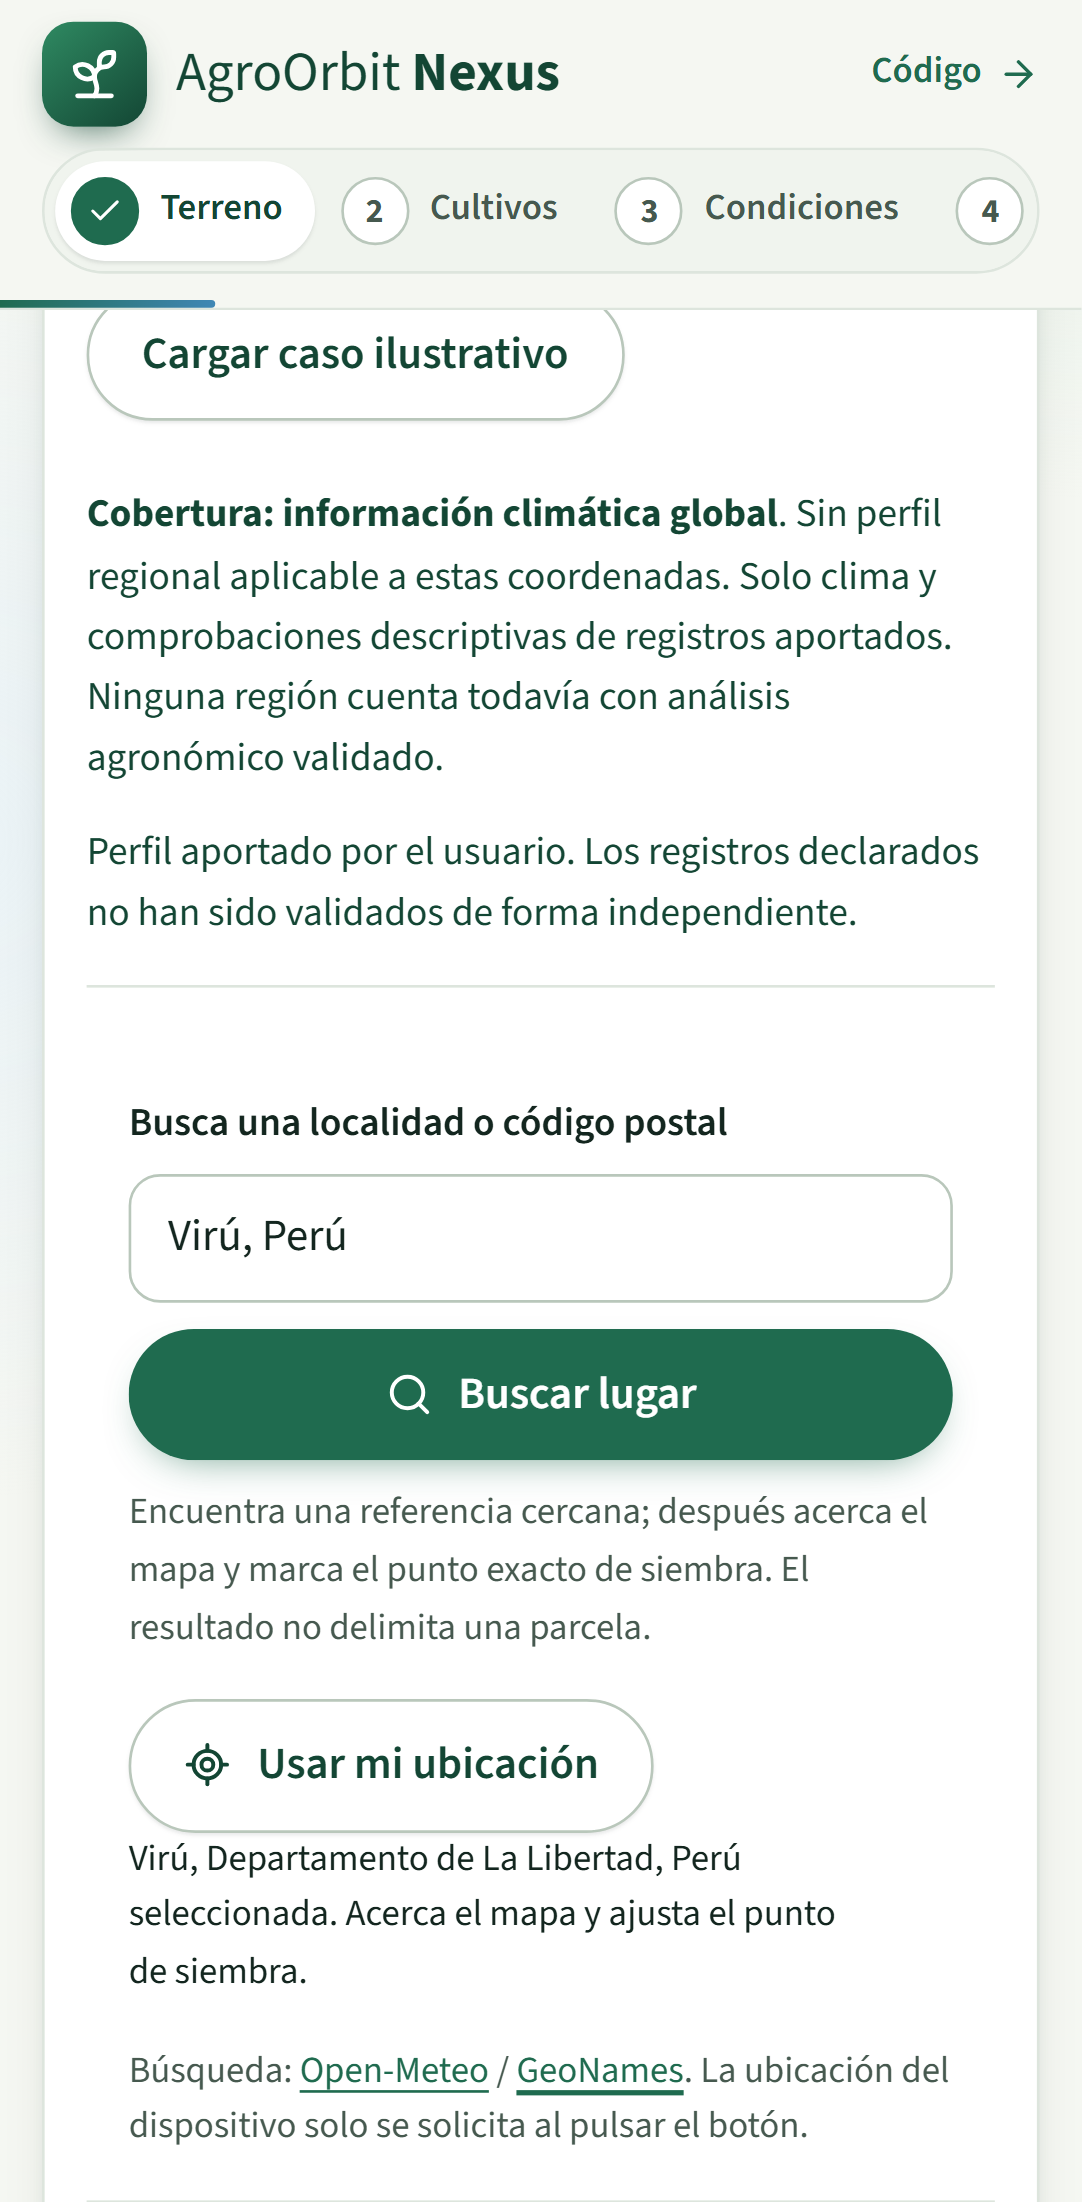 AgroOrbit Nexus
Código →
Terreno
2 Cultivos
3 Condiciones
4
Cargar caso ilustrativo
Cobertura: información climática global. Sin perfil
regional aplicable a estas coordenadas. Solo clima y
comprobaciones descriptivas de registros aportados.
Ninguna región cuenta todavía con análisis
agronómico validado.
Perfil aportado por el usuario. Los registros declarados
no han sido validados de forma independiente.
Busca una localidad o código postal
Virú, Perú
Buscar lugar
Encuentra una referencia cercana; después acerca el
mapa y marca el punto exacto de siembra. El
resultado no delimita una parcela.
Usar mi ubicación
Virú, Departamento de La Libertad, Perú
seleccionada. Acerca el mapa y ajusta el punto
de siembra.
Búsqueda: Open-Meteo / GeoNames. La ubicación del
dispositivo solo se solicita al pulsar el botón.